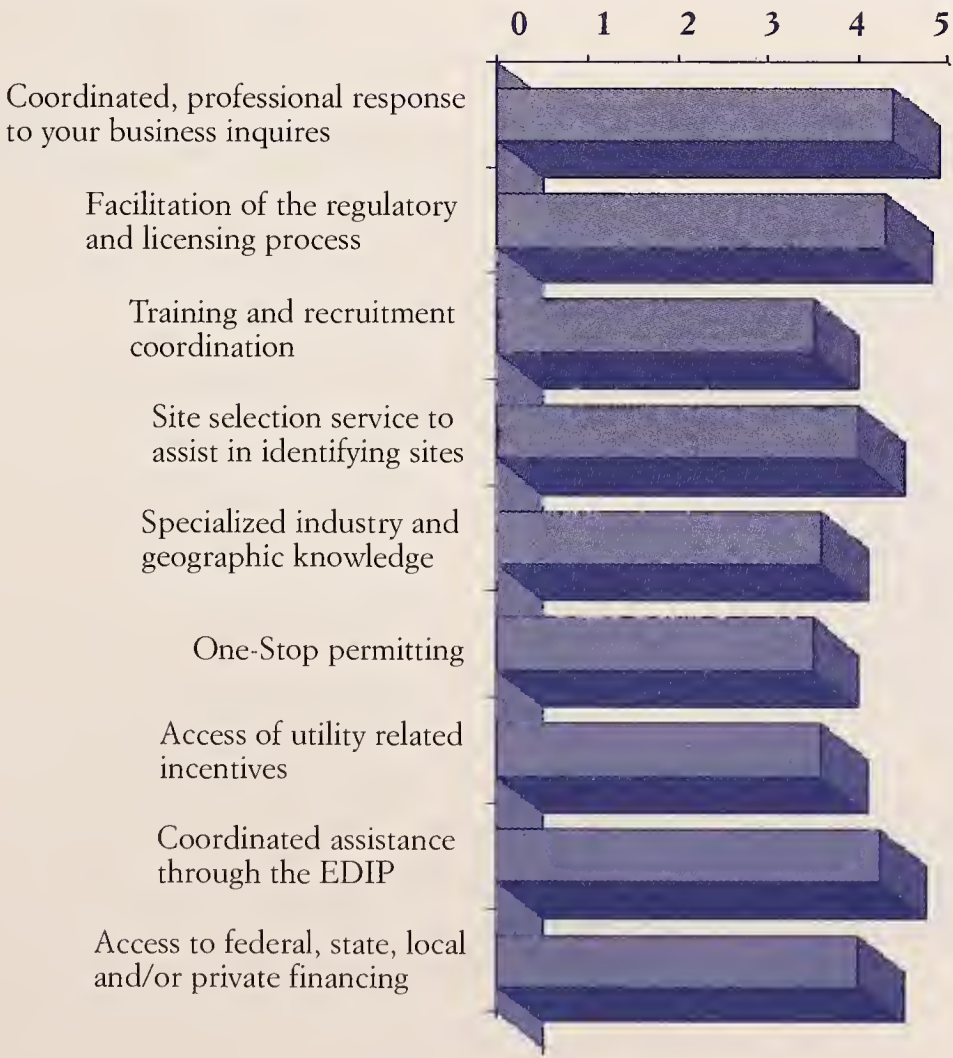 0 1 2 3 4 5
Coordinated, professional response
to your business inquires
Facilitation of the regulatory
and licensing process
Training and recruitment
coordination
Site selection service to
assist in identifying sites
Specialized industry and
geographic knowledge
One-Stop permitting
Access of utility related
incentives
Coordinated assistance
through the EDIP
Access to federal, state, local
and/or private financing